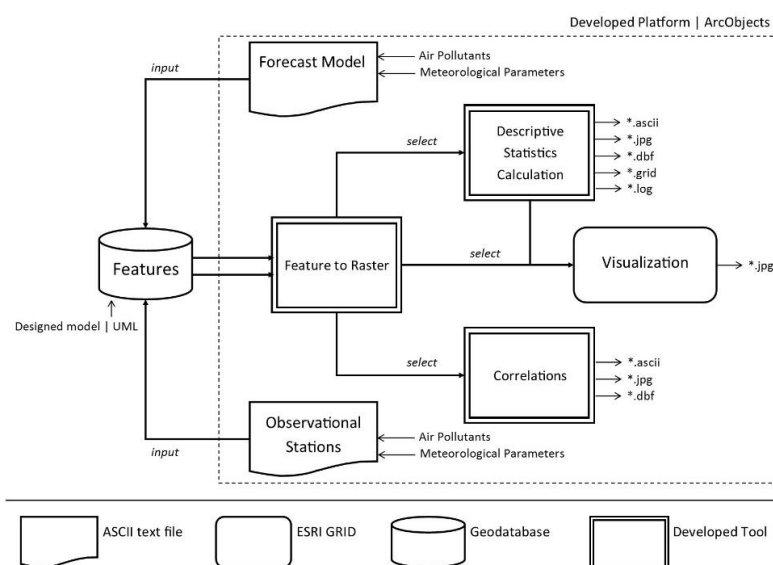 Developed Platform | ArcObjects
Forecast Model
Air Pollutants
Meteorological Parameters
input
Descriptive
Statistics
Calculation
*.ascii
*.jpg
*.dbf
*.grid
*.log
select
Features
Feature to Raster
select
Visualization
*.jpg
Designed model | UML
select
Correlations
*.ascii
*.jpg
*.dbf
Observational
Stations
Air Pollutants
Meteorological Parameters
input
ASCII text file
ESRI GRID
Geodatabase
Developed Tool